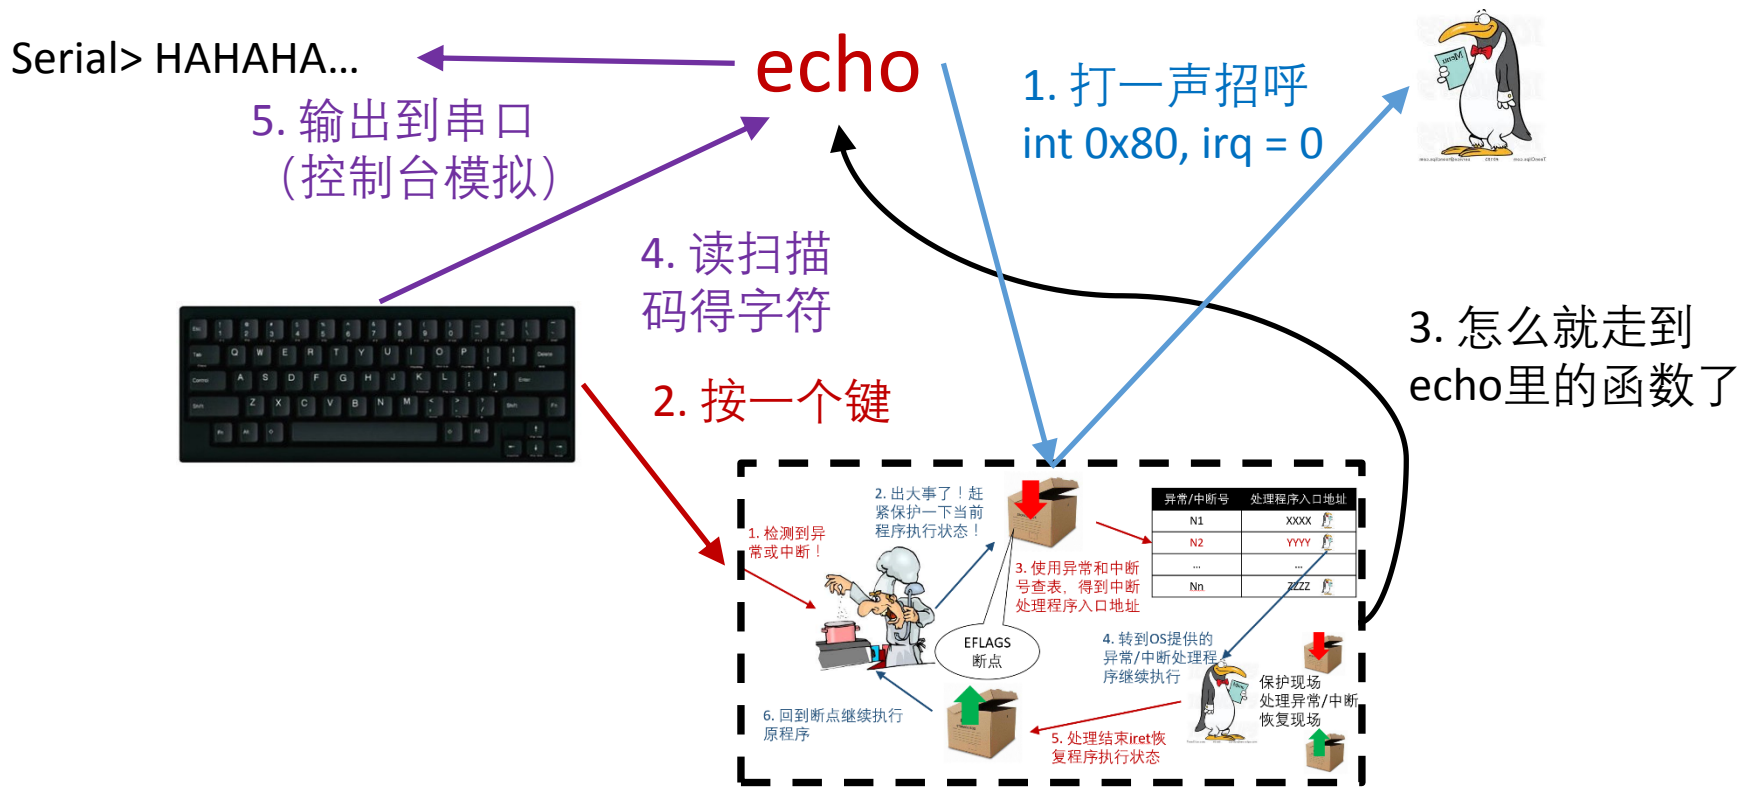 Serial> HAHAHA...
echo
1. 打一声招呼
int 0x80, irq = 0
5. 输出到串口
（控制台模拟）
4. 读扫描
码得字符
2. 按一个键
3. 怎么就走到
echo里的函数了
1. 检测到异
常或中断！
2. 出大事了！赶
紧保护一下当前
程序执行状态！
异常/中断号 处理程序入口地址
N1 XXXX
N2 YYYY
... ...
Nn ZZZZ
3. 使用异常和中断
号查表，得到中断
处理程序入口地址
EFLAGS
断点
4. 转到OS提供的
异常/中断处理程
序继续执行
保护现场
处理异常/中断
恢复现场
5. 处理结束iret恢
复程序执行状态
6. 回到断点继续执行
原程序